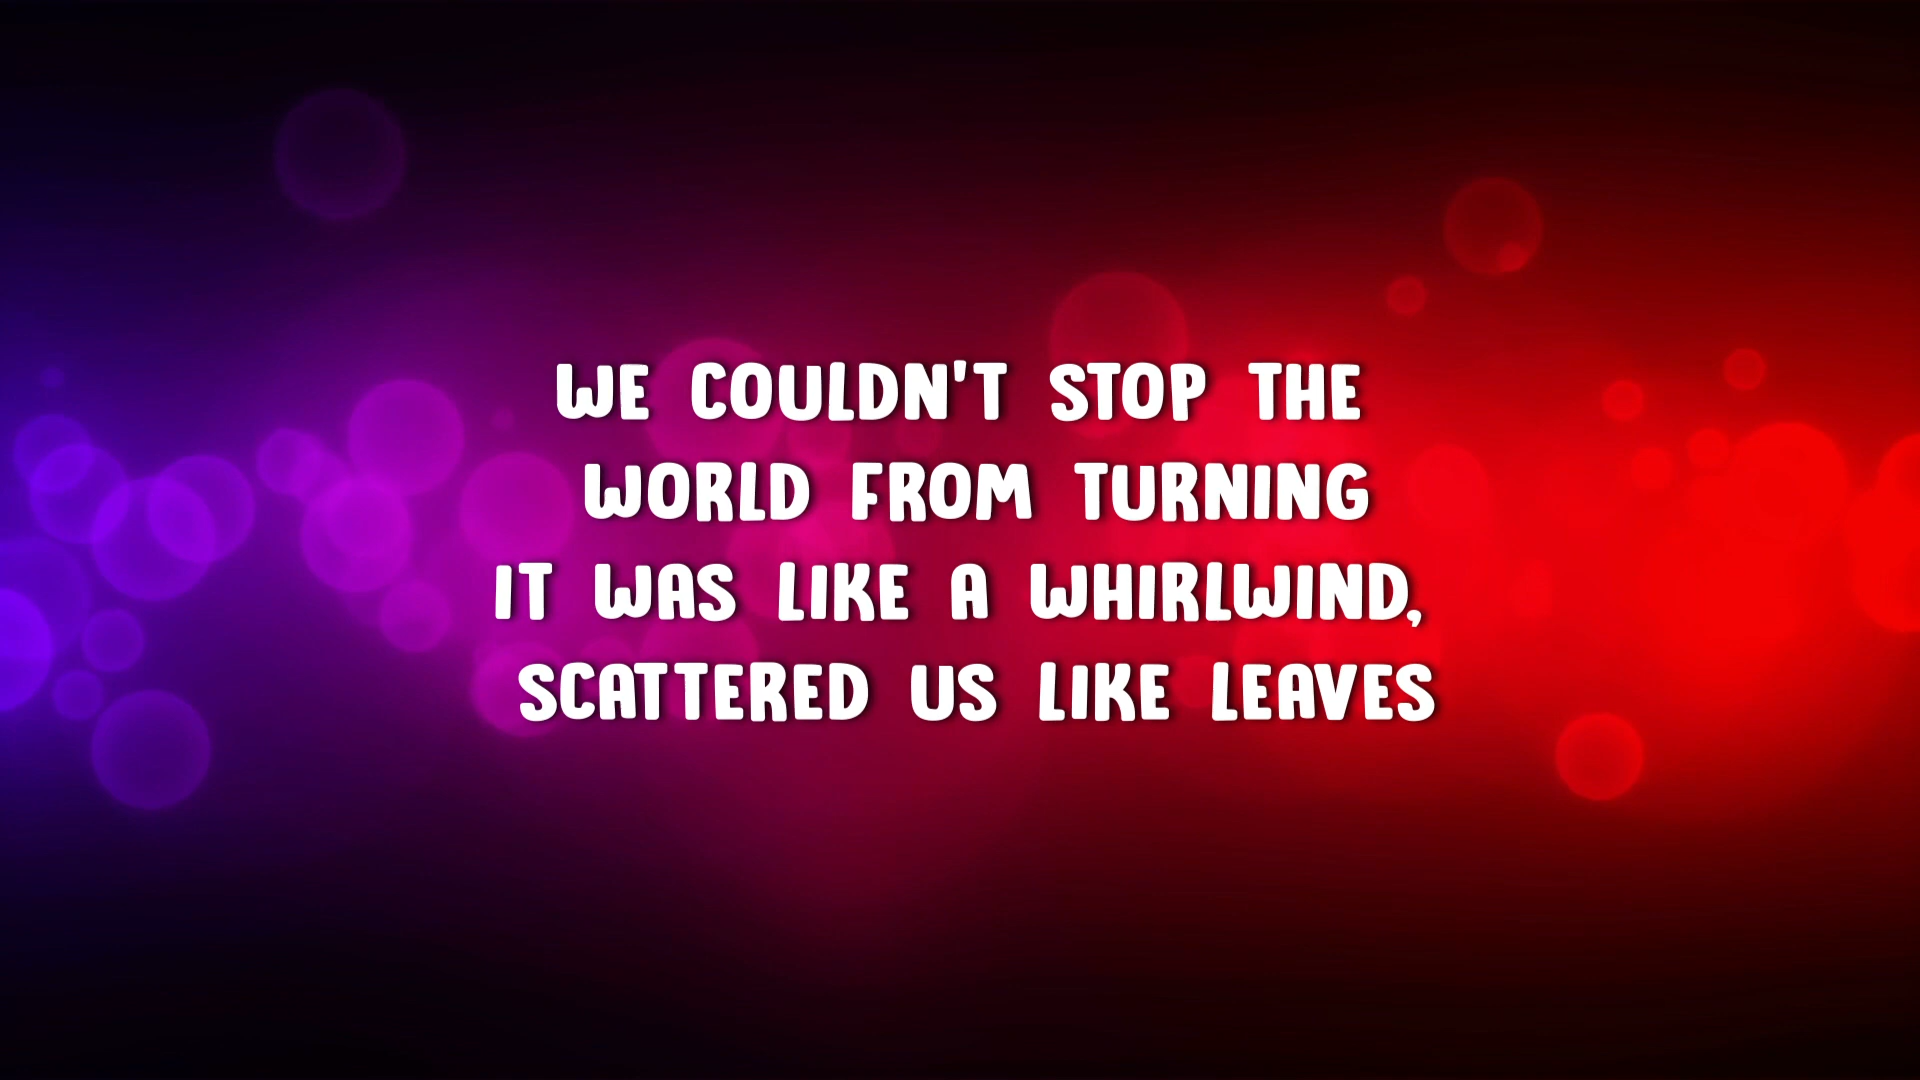 WE COULDN'T STOP THE
WORLD FROM TURNING
IT WAS LIKE A WHIRLWIND,
SCATTERED US LIKE LEAVES